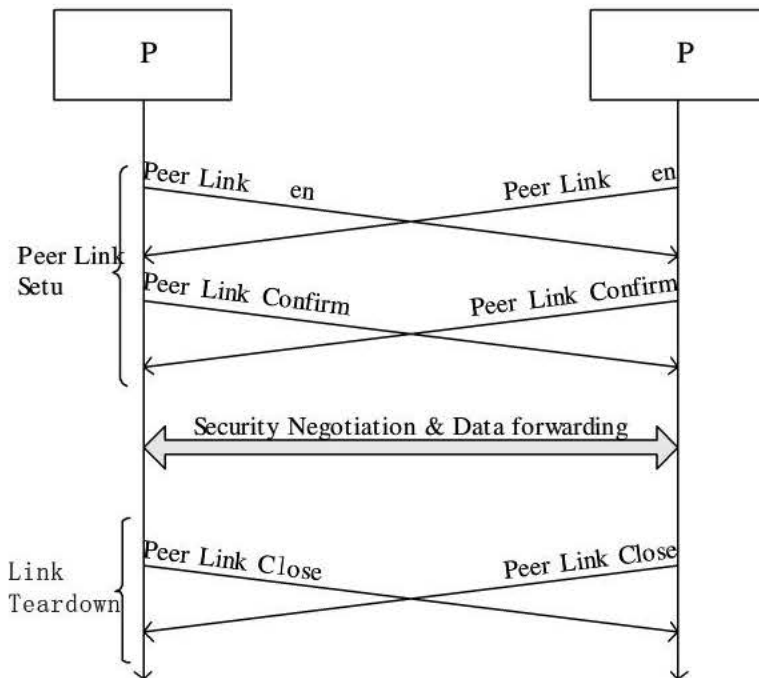 P
P
Peer Link en
Peer Link en
Peer Link
Setu
Peer Link Confirm
Peer Link Confirm
Security Negotiation & Data forwarding
Peer Link Close
Peer Link Close
Link
Teardown